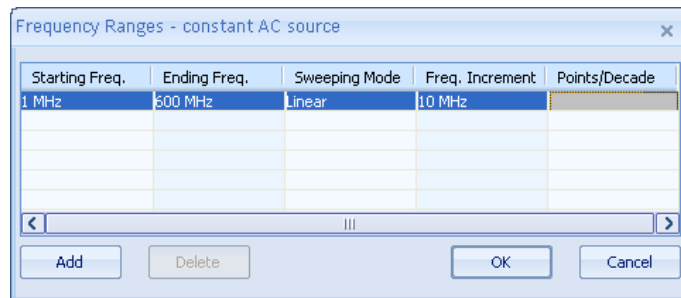 Frequency Ranges - constant AC source
Starting Freq. Ending Freq. Sweeping Mode Freq. Increment Points/Decade
1 MHz 600 MHz Linear 10 MHz
Add Delete OK Cancel